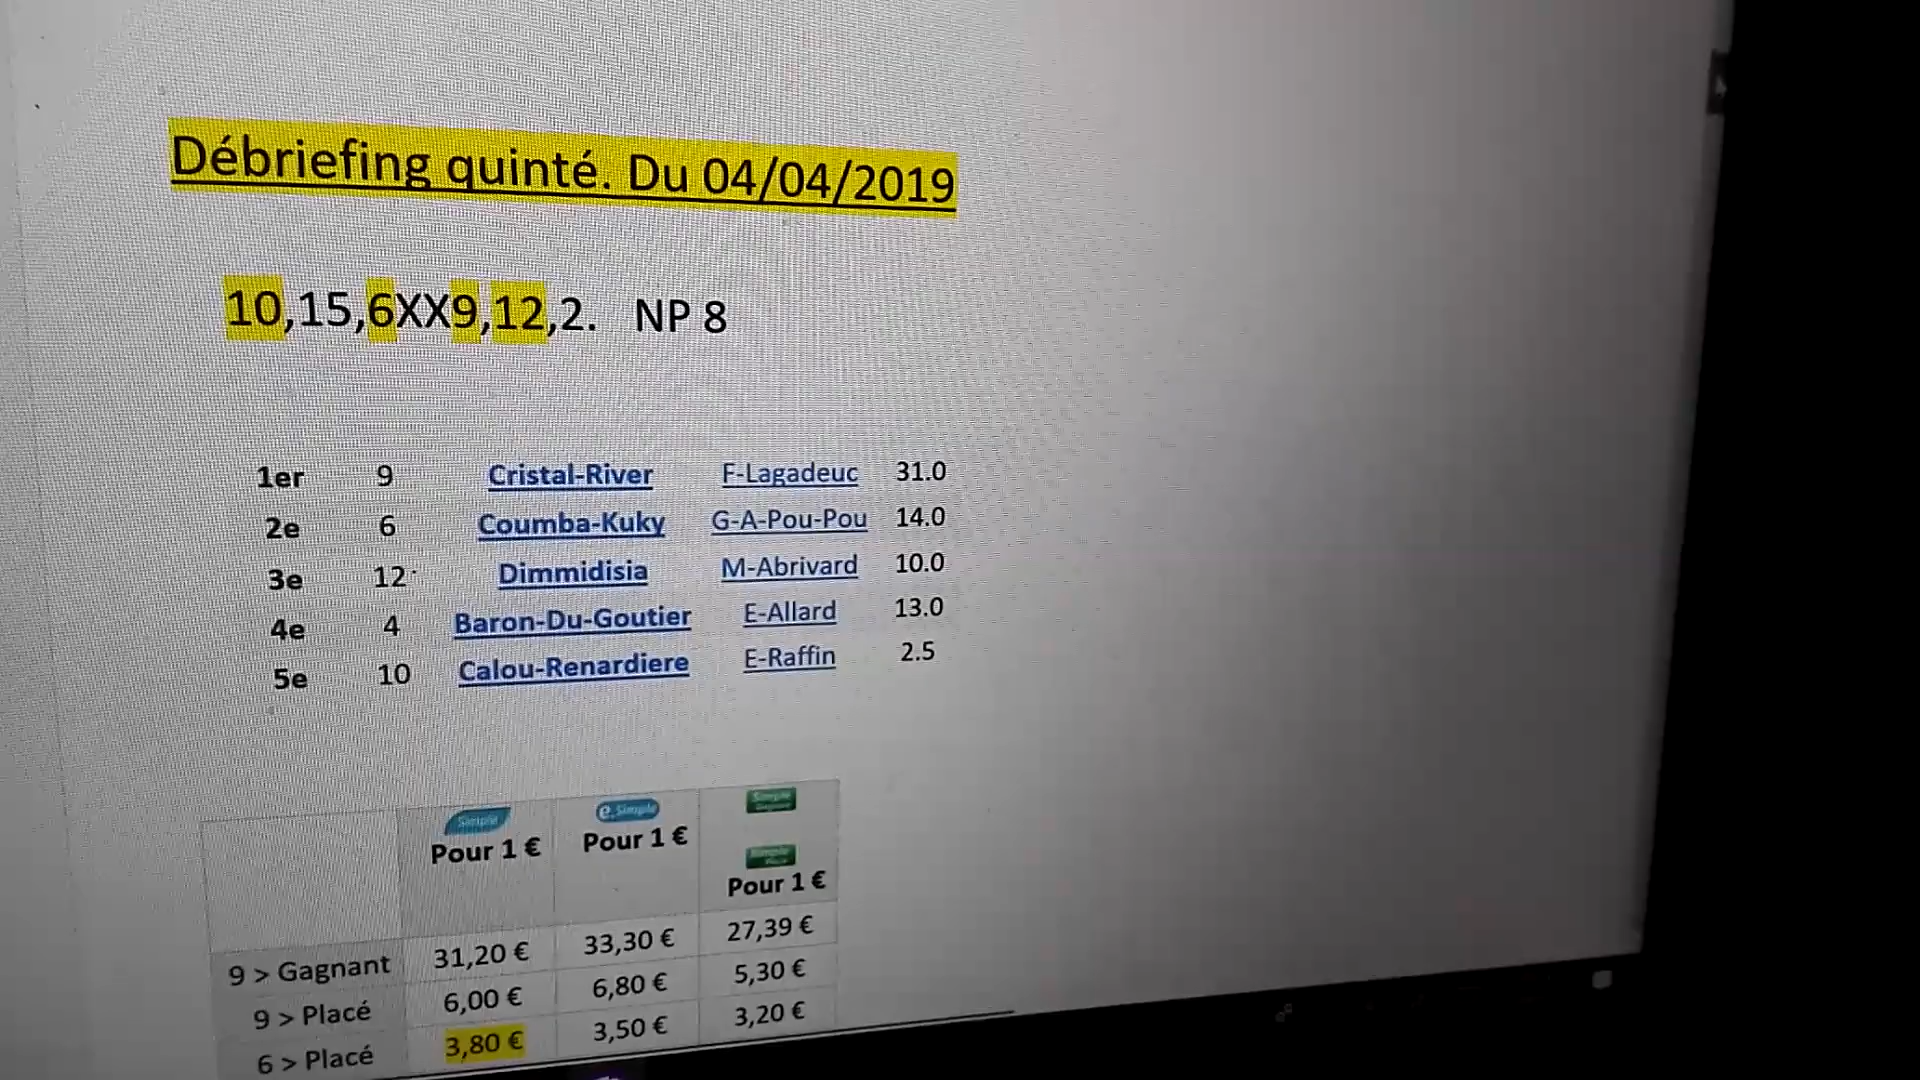 Débriefing quinté. Du 04/04/2019
10,15,6XX9,12,2. NP 8
1er 9 Cristal-River F-Lagadeuc 31.0
2e 6 Coumba-Kuky G-A-Pou-Pou 14.0
3e 12 Dimmidisia M-Abrivard 10.0
4e 4 Baron-Du-Goutier E-Allard 13.0
5e 10 Calou-Renardiere E-Raffin 2.5
Simple e.Simple Simple
Simple
Pour 1 € Pour 1 € Pour 1 €
9 > Gagnant 31,20 € 33,30 € 27,39 €
9 > Placé 6,00 € 6,80 € 5,30 €
6 > Placé 3,80 € 3,50 € 3,20 €